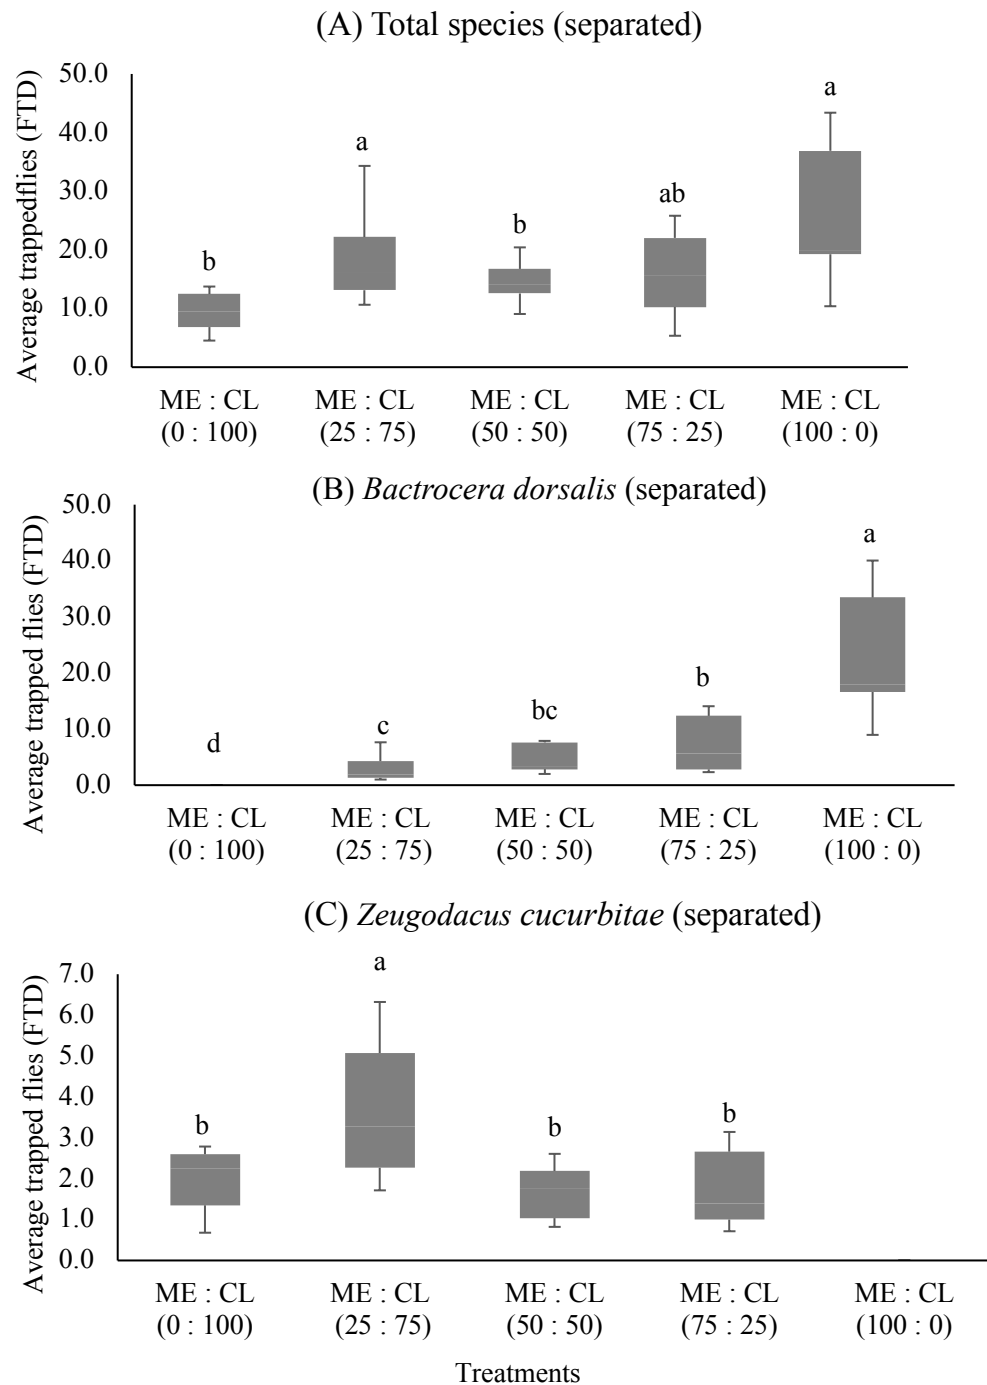 (A) Total species (separated)
Average trappedflies (FTD)
50.0
40.0
30.0
20.0
10.0
0.0
a
a
ab
b
b
ME : CL ME : CL ME : CL ME : CL ME : CL
(0 : 100) (25 : 75) (50 : 50) (75 : 25) (100 : 0)
(B) Bactrocera dorsalis (separated)
Average trapped flies (FTD)
50.0
40.0
30.0
20.0
10.0
0.0
a
b
bc
c
d
ME : CL ME : CL ME : CL ME : CL ME : CL
(0 : 100) (25 : 75) (50 : 50) (75 : 25) (100 : 0)
(C) Zeugodacus cucurbitae (separated)
Average trapped flies (FTD)
7.0
6.0
5.0
4.0
3.0
2.0
1.0
0.0
a
b
b
b
ME : CL ME : CL ME : CL ME : CL ME : CL
(0 : 100) (25 : 75) (50 : 50) (75 : 25) (100 : 0)
Treatments